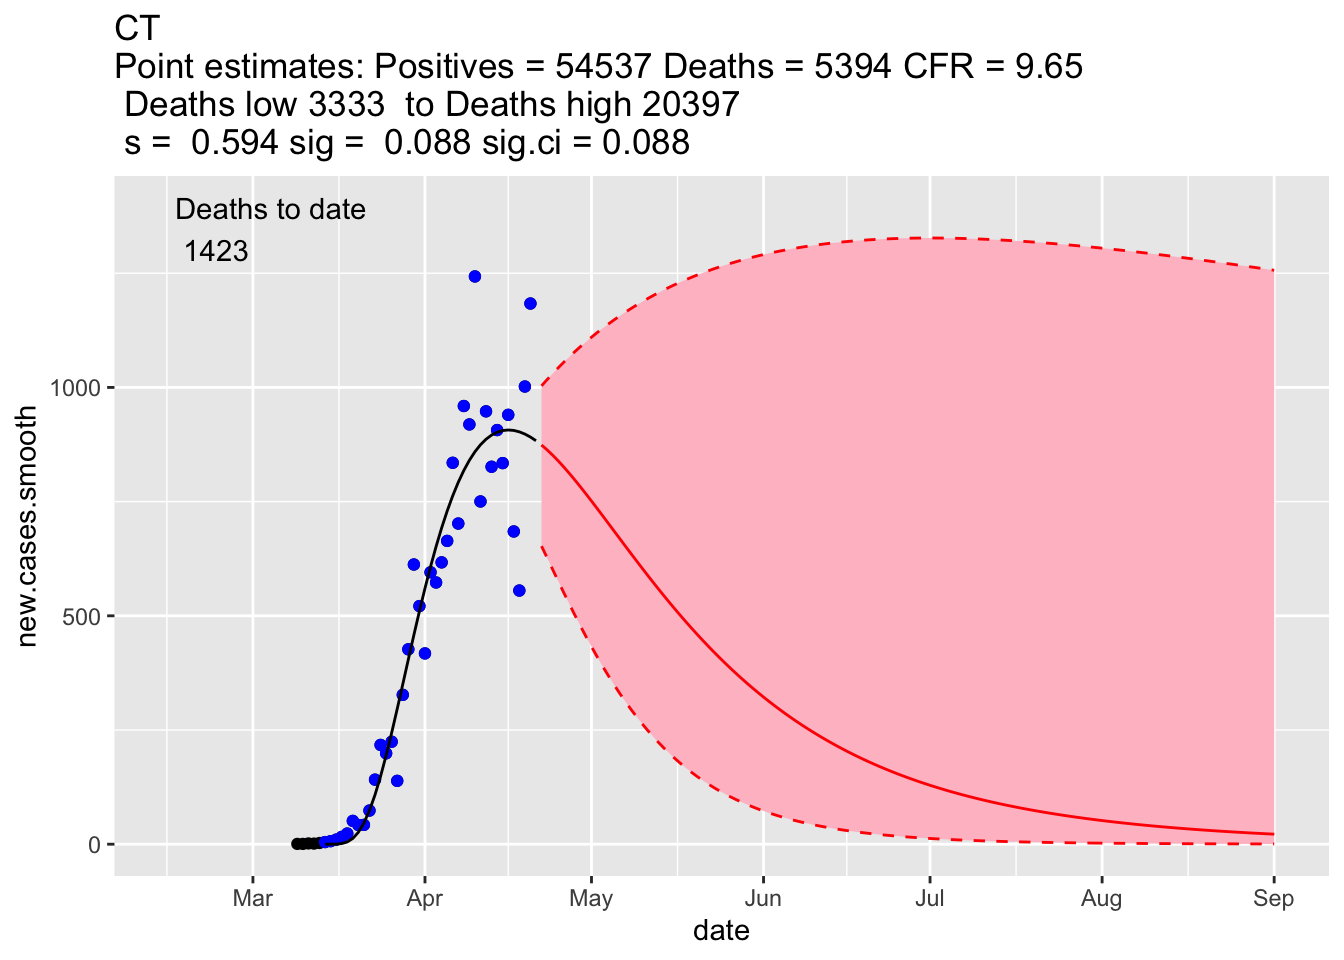 CT
Point estimates: Positives = 54537 Deaths = 5394 CFR = 9.65
Deaths low 3333  to Deaths high 20397
s =  0.594 sig =  0.088 sig.ci = 0.088
Deaths to date
1423
new.cases.smooth
1000
500
0
Mar Apr May Jun Jul Aug Sep
date